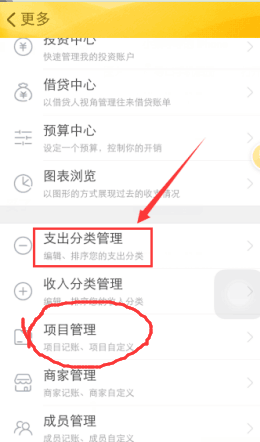 更多
投资中心
快速管理我的投资账户
借贷中心
以借贷人视角管理往来借贷账单
预算中心
设定一个预算，控制你的开销
图表浏览
以图形的方式展现过去的收支情况
支出分类管理
编辑、排序您的支出分类
收入分类管理
编辑、排序您的收入分类
项目管理
项目记账、项目自定义
商家管理
商家记账、商家自定义
成员管理
成员记账、成员自定义